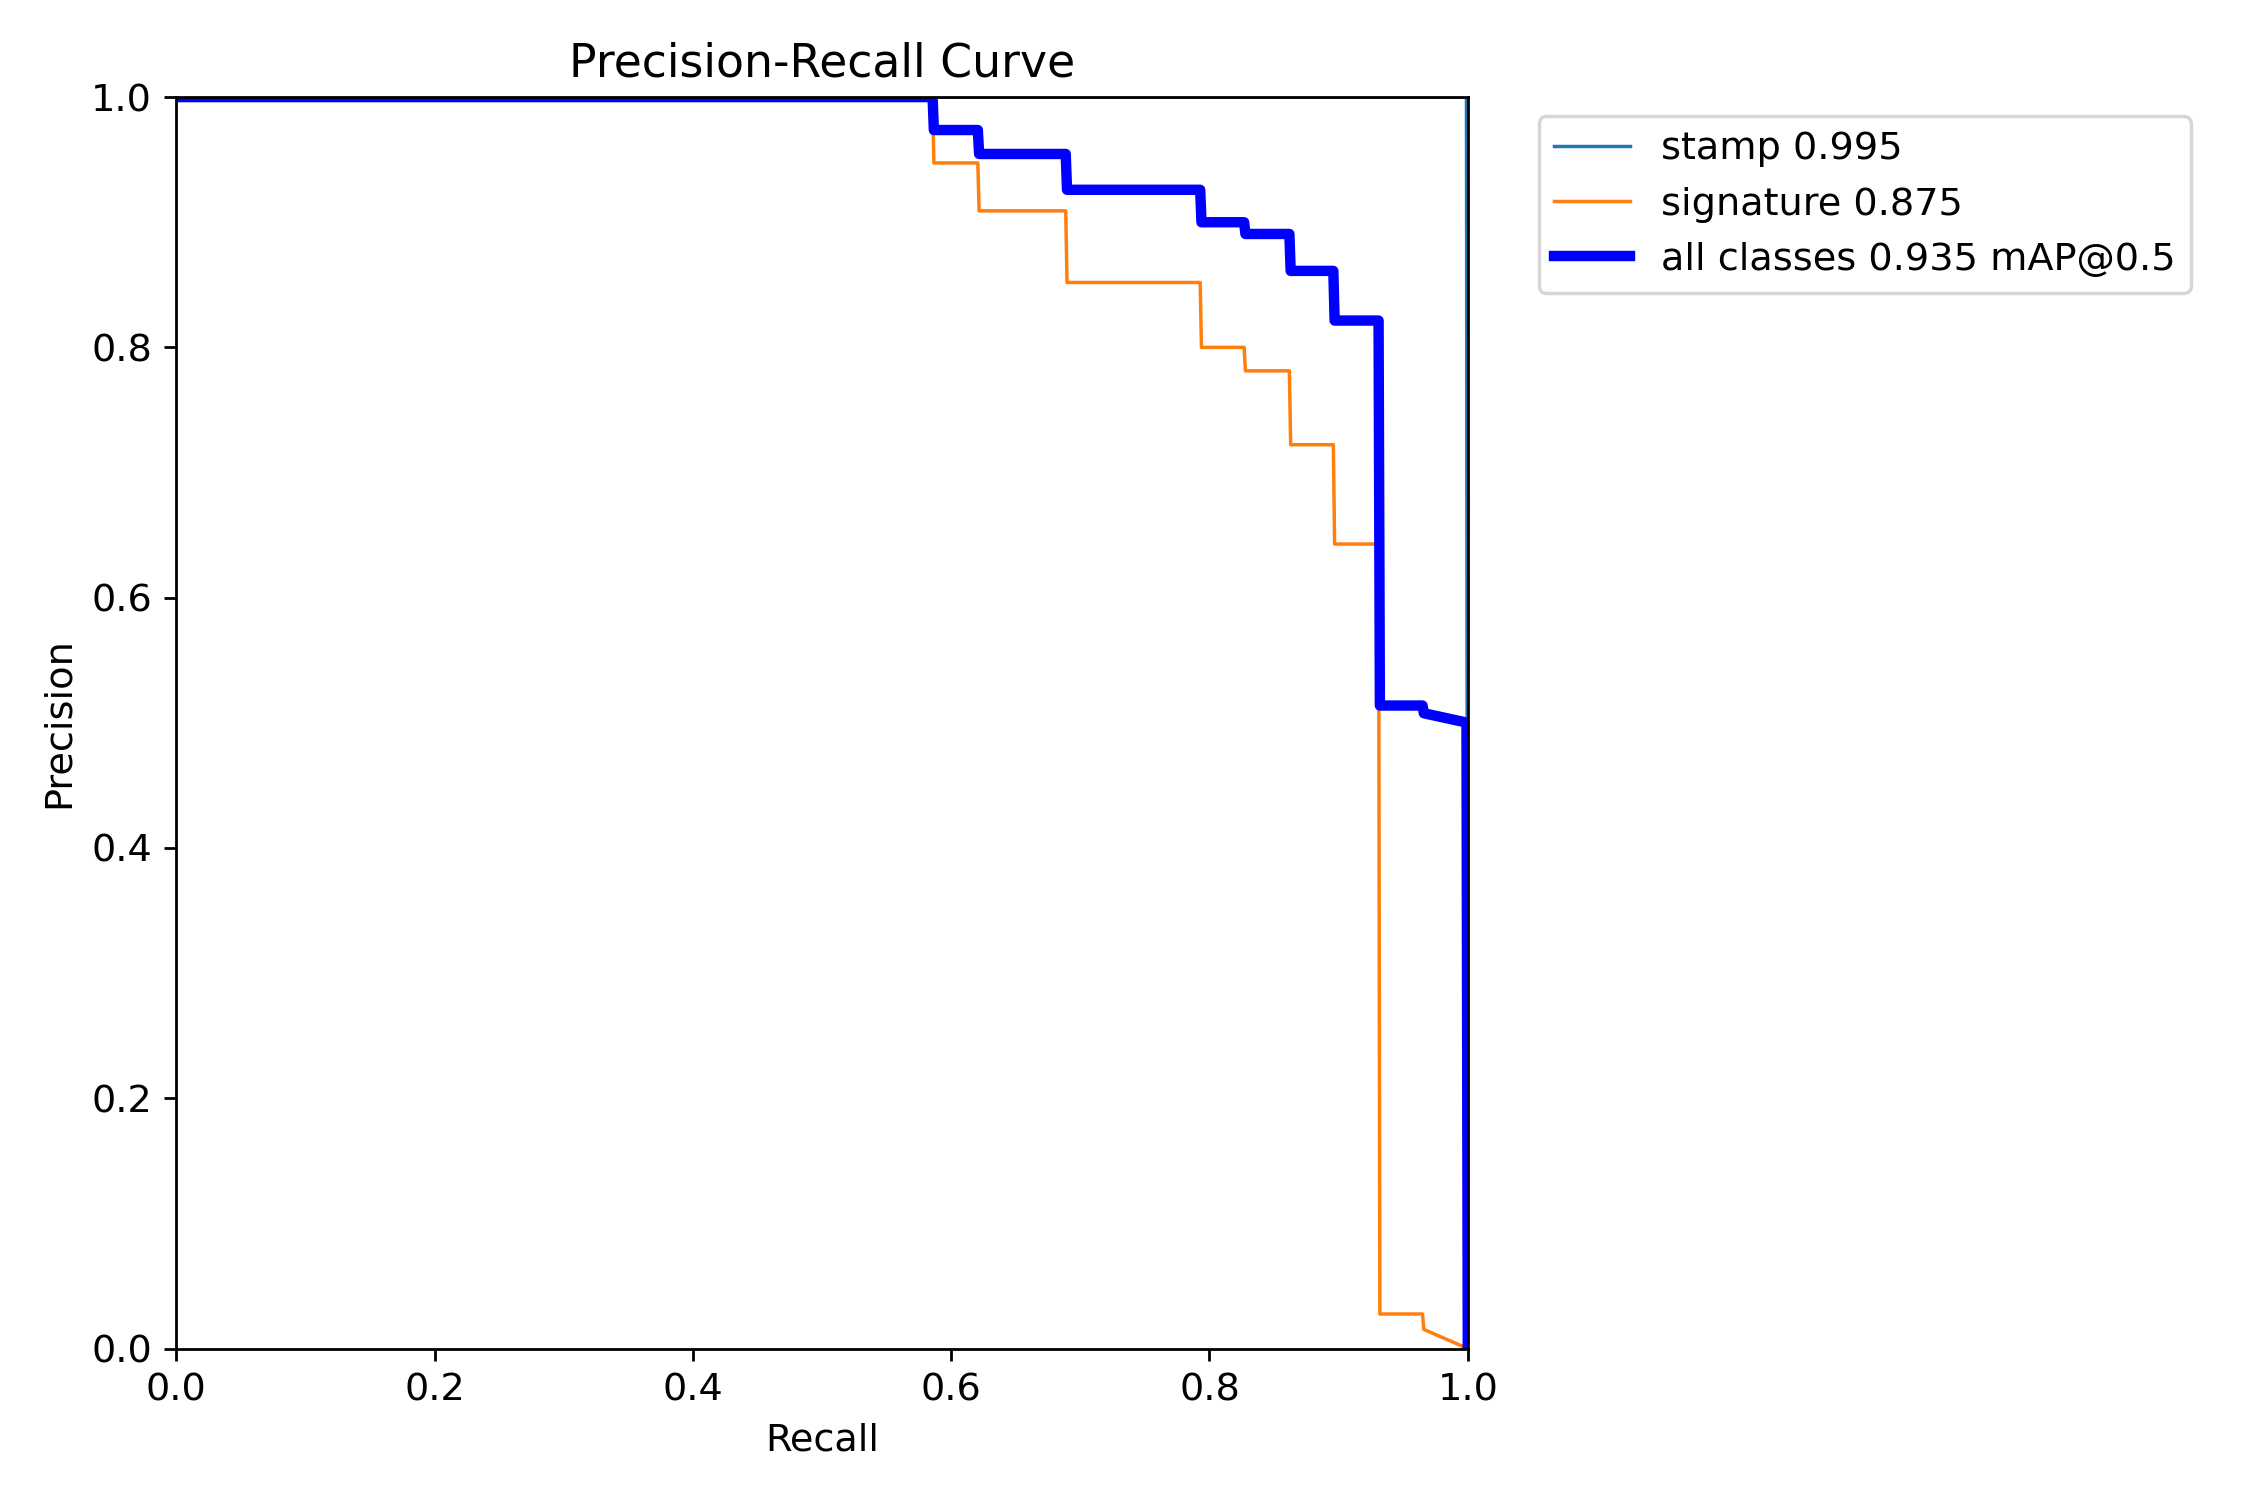 Precision-Recall Curve
1.0
0.8
0.6
0.4
0.2
0.0
Precision
0.0 0.2 0.4 0.6 0.8 1.0
Recall
stamp 0.995
signature 0.875
all classes 0.935 mAP@0.5